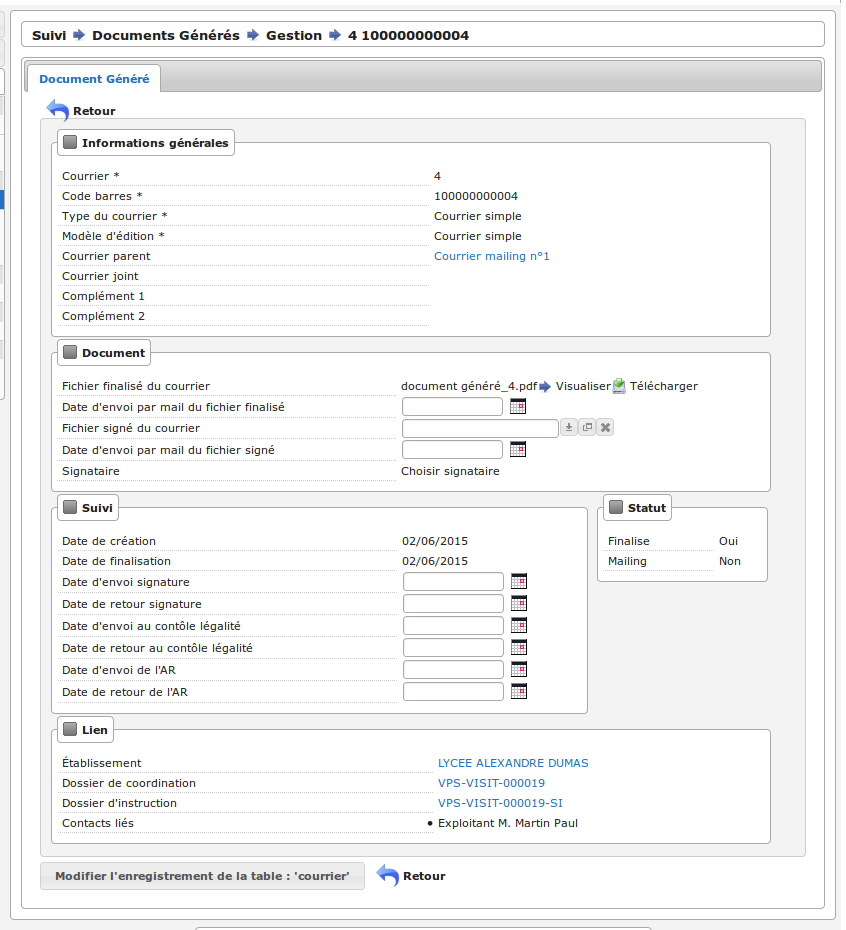 Suivi Documents Générés Gestion 4 100000000004
Document Généré
Retour
Informations générales
Courrier * 4
Code barres * 100000000004
Type du courrier * Courrier simple
Modèle d'édition * Courrier simple
Courrier parent Courrier mailing n°1
Courrier joint
Complément 1
Complément 2
Document
Fichier finalisé du courrier document généré_4.pdf Visualiser Télécharger
Date d'envoi par mail du fichier finalisé
Fichier signé du courrier
Date d'envoi par mail du fichier signé
Signataire Choisir signataire
Suivi
Date de création 02/06/2015
Date de finalisation 02/06/2015
Date d'envoi signature
Date de retour signature
Date d'envoi au contôle légalité
Date de retour au contôle légalité
Date d'envoi de l'AR
Date de retour de l'AR
Statut
Finalise Oui
Mailing Non
Lien
Établissement LYCEE ALEXANDRE DUMAS
Dossier de coordination VPS-VISIT-000019
Dossier d'instruction VPS-VISIT-000019-SI
Contacts liés • Exploitant M. Martin Paul
Modifier l'enregistrement de la table : 'courrier' Retour